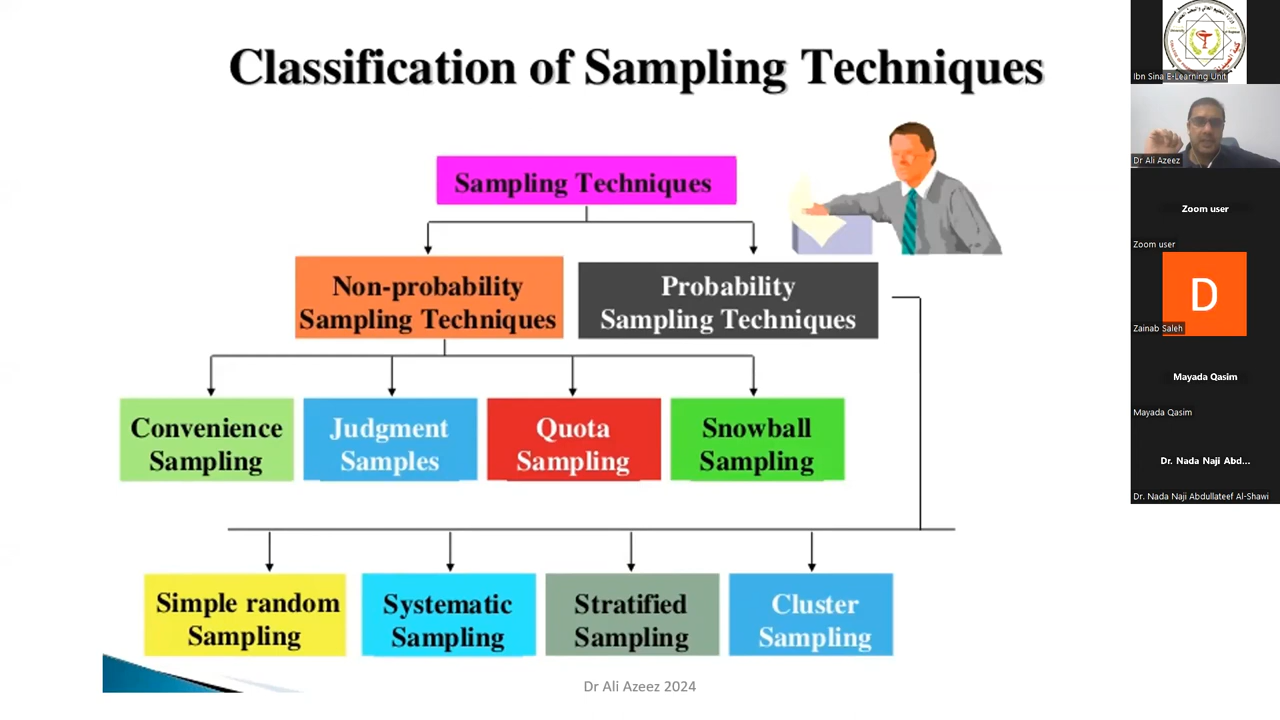 Classification of Sampling Techniques
Sampling Techniques
Non-probability
Sampling Techniques
Probability
Sampling Techniques
Convenience
Sampling
Judgment
Samples
Quota
Sampling
Snowball
Sampling
Simple random
Sampling
Systematic
Sampling
Stratified
Sampling
Cluster
Sampling
Dr Ali Azeez 2024
Ibn Sina E-Learning Unit
Dr Ali Azeez
Zoom user
Zoom user
D
Zainab Saleh
Mayada Qasim
Mayada Qasim
Dr. Nada Naji Abd...
Dr. Nada Naji Abdullateef Al-Shawi